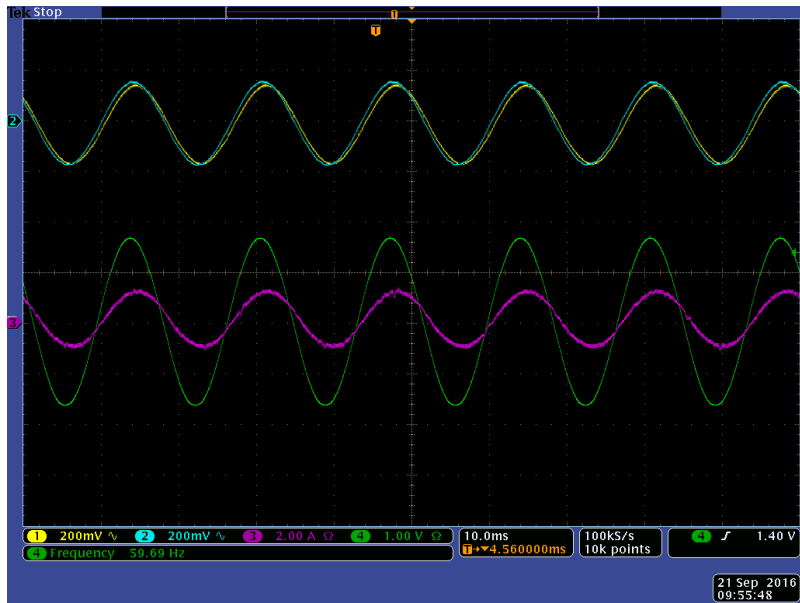 Tek Stop
T
T
2
3
1 200mV ∿ 2 200mV ∿ 3 2.00 A Ω 4 1.00 V Ω
4 Frequency 59.69 Hz
10.0ms
T→▼4.560000ms
100kS/s
10k points
4 ƒ 1.40 V
21 Sep 2016
09:55:48